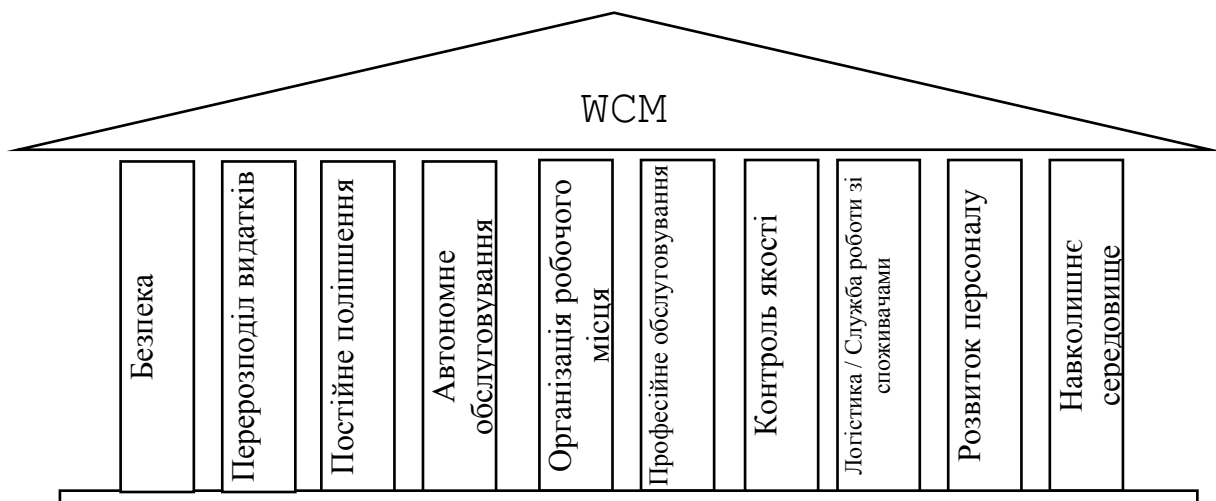 WCM
Безпека
Перерозподіл видатків
Постійне поліпшення
Автономне
обслуговування
Організація робочого
місця
Професійне обслуговування
Контроль якості
Логістика / Служба роботи зі
споживачами
Розвиток персоналу
Навколишнє
середовище